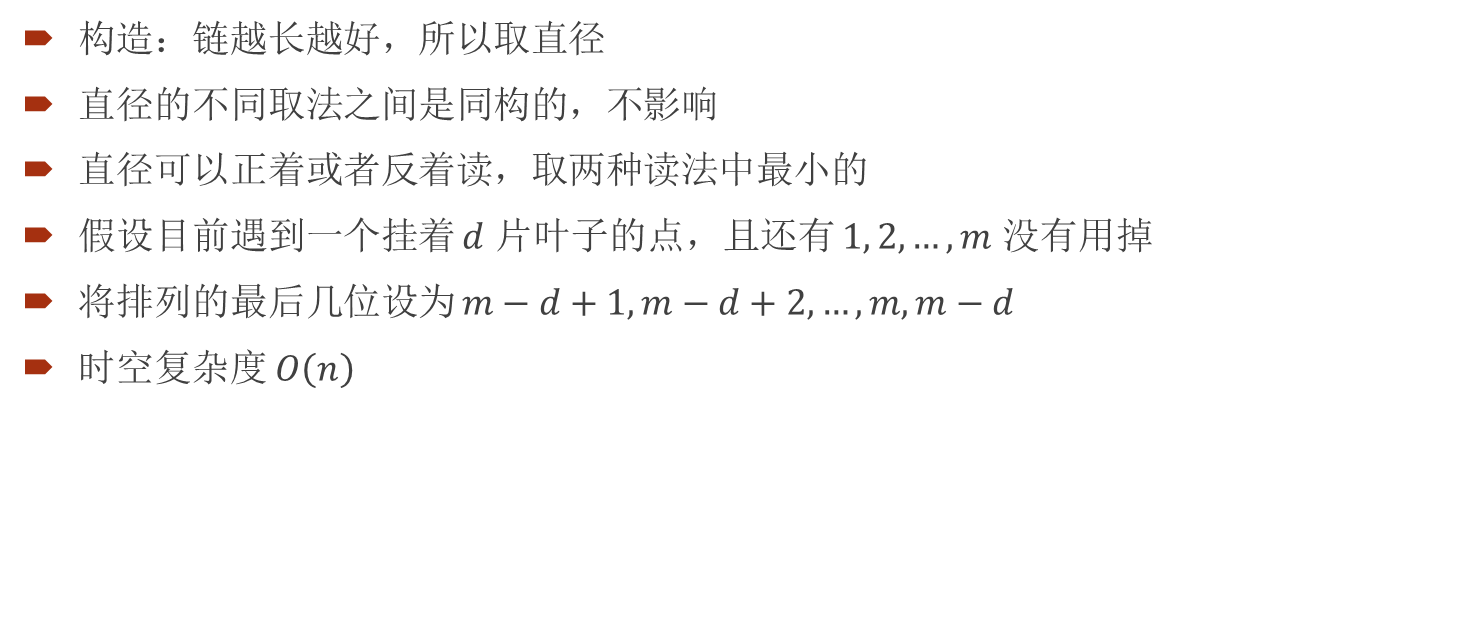 构造：链越长越好，所以取直径
直径的不同取法之间是同构的，不影响
直径可以正着或者反着读，取两种读法中最小的
假设目前遇到一个挂着 d 片叶子的点，且还有 1, 2, … , m 没有用掉
将排列的最后几位设为 m − d + 1, m − d + 2, … , m, m − d
时空复杂度 O(n)